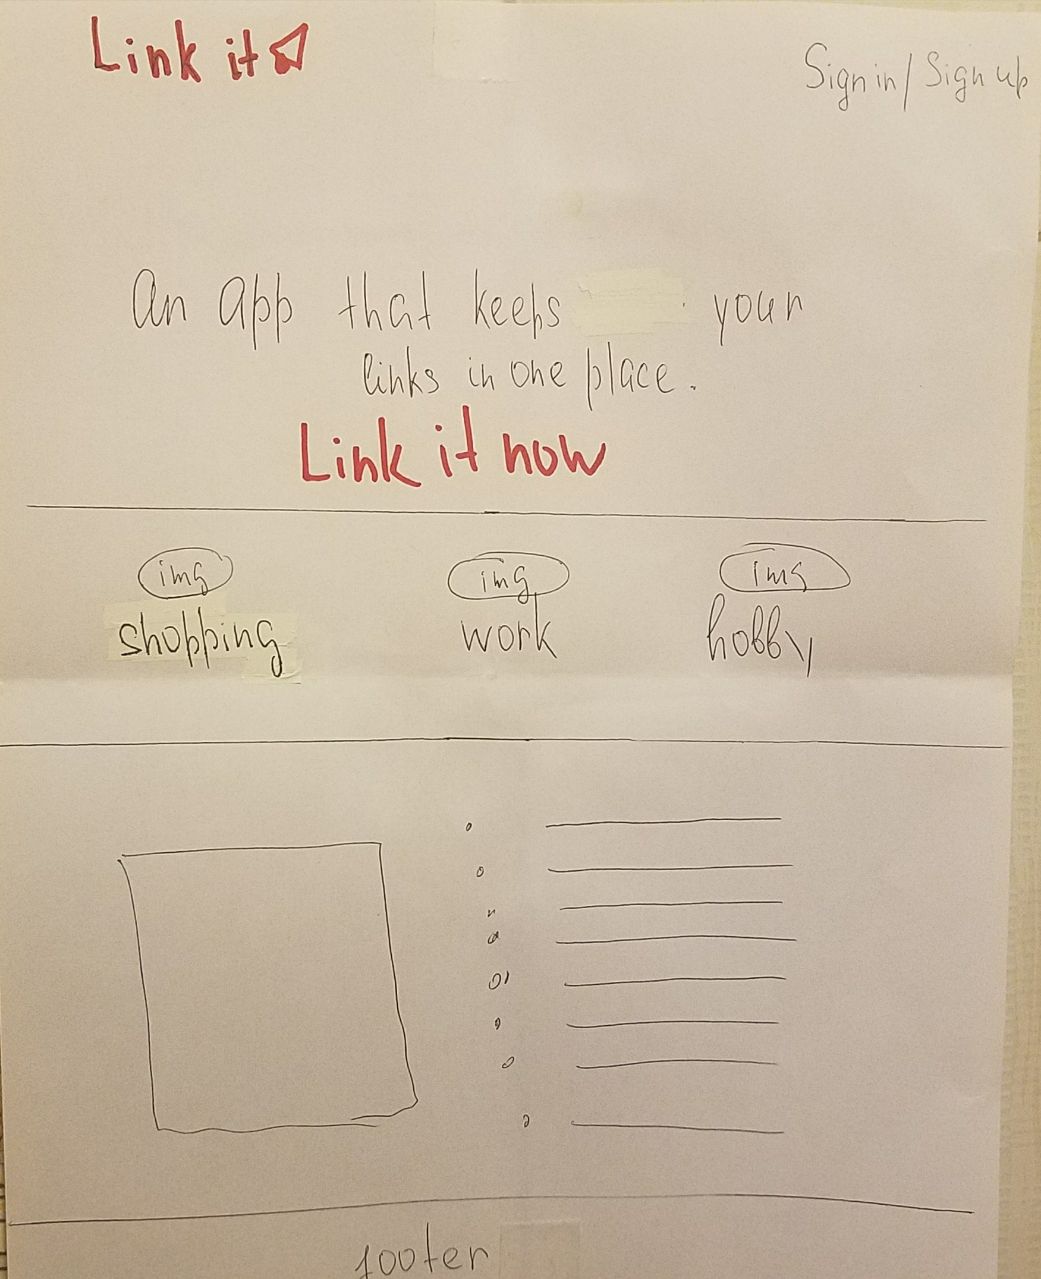 Link it
Sign in / Sign up
An app that keeps your
links in one place.
Link it now
img
img
img
shopping
work
hobby
footer